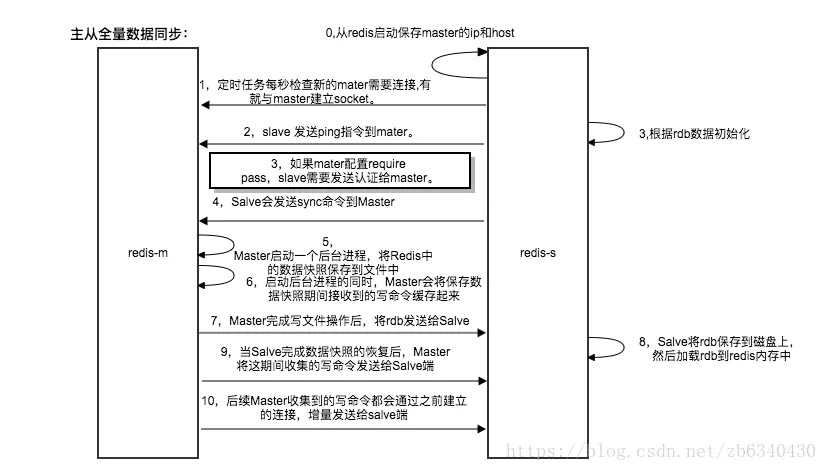 主从全量数据同步：
0,从redis启动保存master的ip和host
1，定时任务每秒检查新的mater需要连接,有
就与master建立socket。
2，slave 发送ping指令到mater。
3,根据rdb数据初始化
3，如果mater配置require
pass，slave需要发送认证给master。
4，Salve会发送sync命令到Master
redis-m
redis-s
5，
Master启动一个后台进程，将Redis中
的数据快照保存到文件中
6，启动后台进程的同时，Master会将保存数
据快照期间接收到的写命令缓存起来
7，Master完成写文件操作后，将rdb发送给Salve
8，Salve将rdb保存到磁盘上，
然后加载rdb到redis内存中
9，当Salve完成数据快照的恢复后，Master
将这期间收集的写命令发送给Salve端
10，后续Master收集到的写命令都会通过之前建立
的连接，增量发送给salve端
https://blog.csdn.net/zb6340430